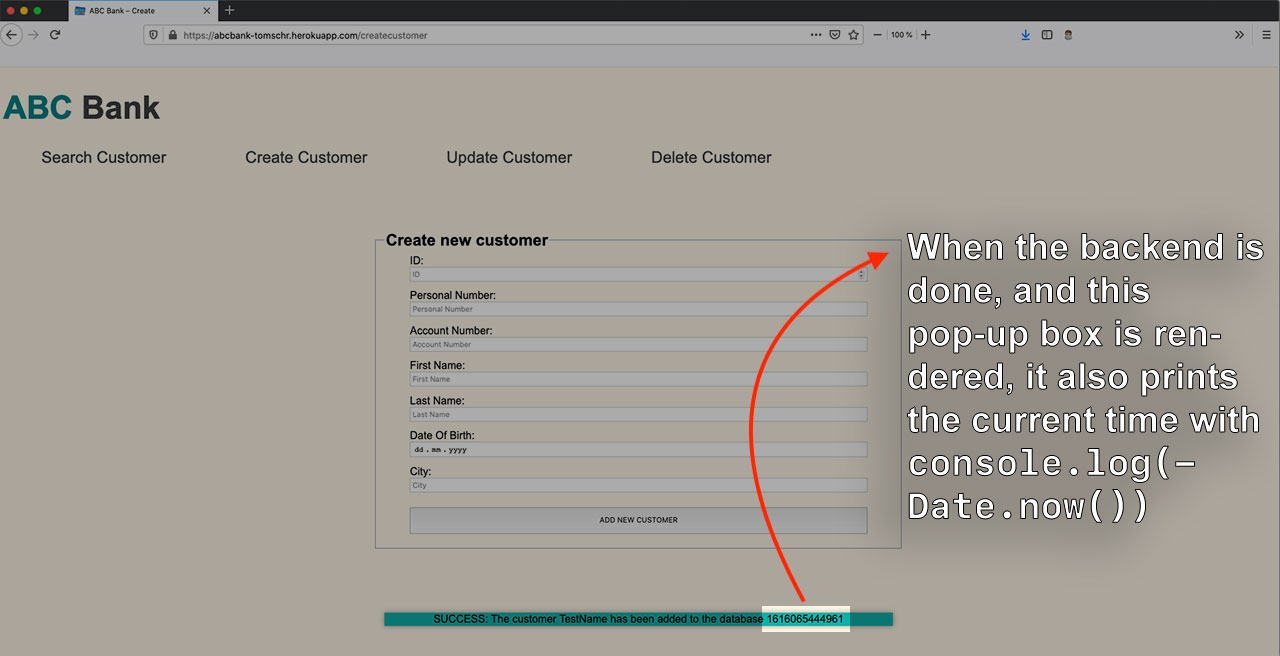 ABC Bank – Create
https://abcbank-tomschr.herokuapp.com/createcustomer
100 %
ABC Bank
Search Customer Create Customer Update Customer Delete Customer
Create new customer
ID:
ID
Personal Number:
Personal Number
Account Number:
Account Number
First Name:
First Name
Last Name:
Last Name
Date Of Birth:
dd . mm . yyyy
City:
City
ADD NEW CUSTOMER
SUCCESS: The customer TestName has been added to the database 1616065444961
When the backend is
done, and this
pop-up box is ren-
dered, it also prints
the current time with
console.log(–
Date.now())